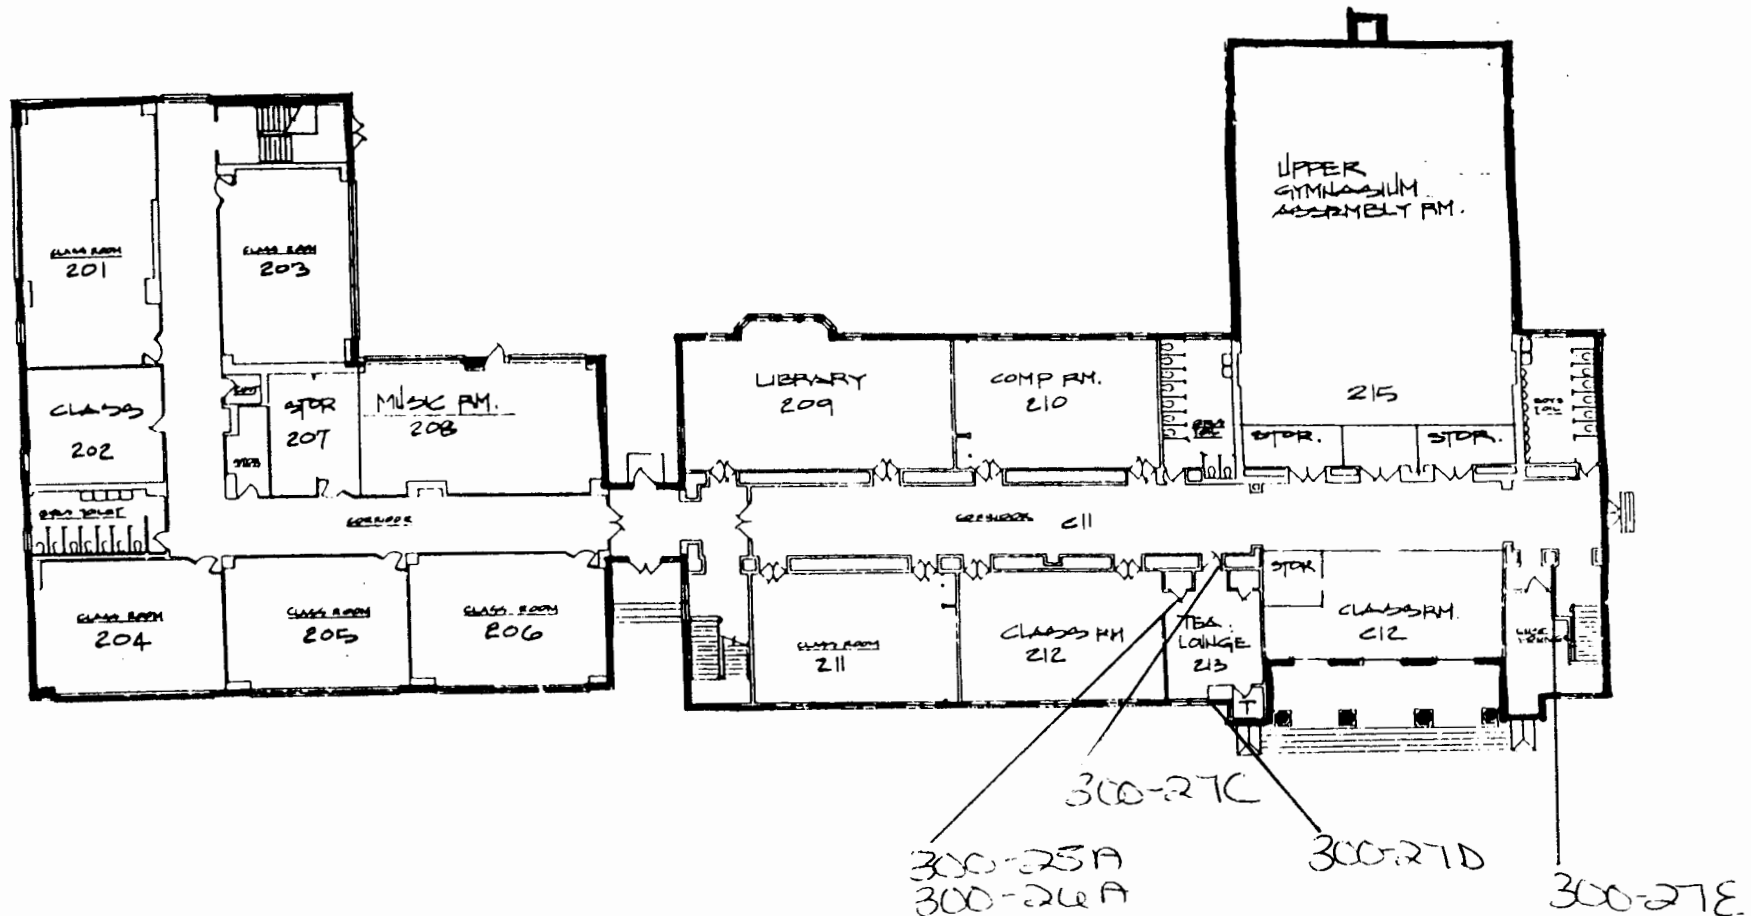 UPPER
GYMNASIUM
ASSEMBLY RM.
CLASS ROOM
201
CLASS ROOM
203
CLASS
202
STOR
207
MUSIC RM.
208
LIBRARY
209
COMP RM.
210
215
STOR.
STOR.
BOYS
TOIL
CORRIDOR
CORRIDOR C11
CLASS ROOM
204
CLASS ROOM
205
CLASS ROOM
206
CLASS ROOM
211
CLASS RM
212
TEA.
LOUNGE
213
STOR
CLASS RM.
C12
T
300-27C
300-25A
300-26A
300-27D
300-27E